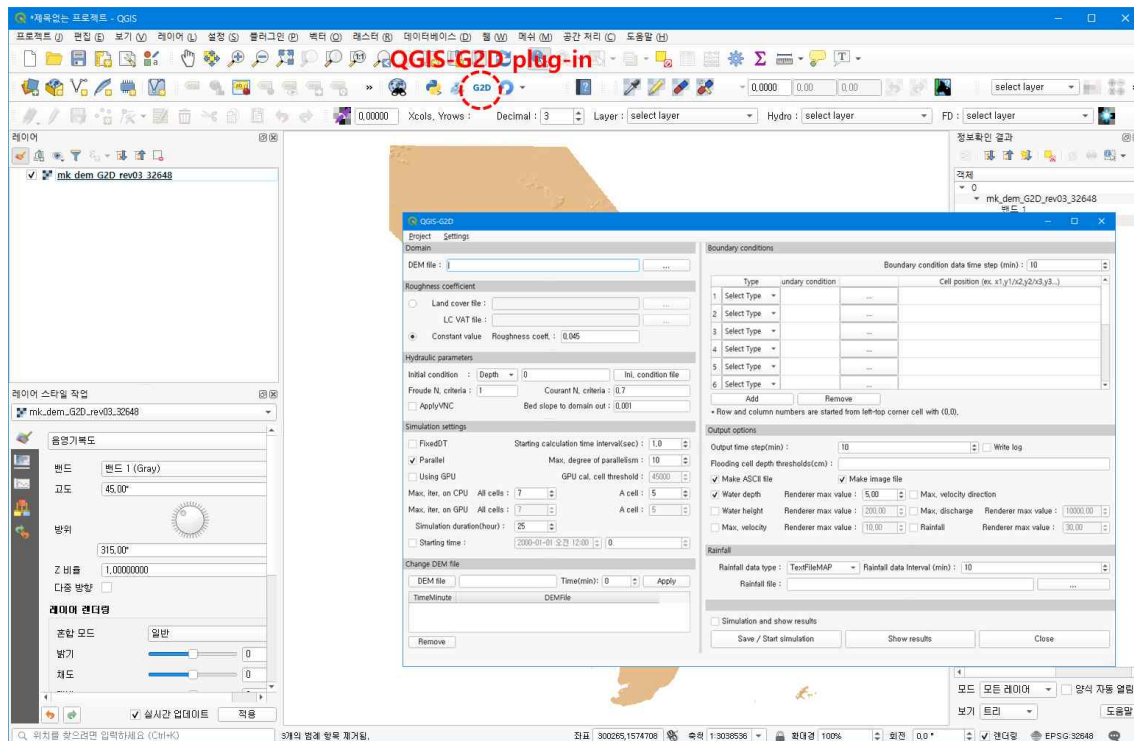 *제목없는 프로젝트 - QGIS
프로젝트 (J) 편집 (E) 보기 (V) 레이어 (L) 설정 (S) 플러그인 (P) 벡터 (O) 래스터 (R) 데이터베이스 (D) 웹 (W) 메쉬 (M) 공간 처리 (C) 도움말 (H)
QGIS-G2D plug-in
G2D
0,0000 0,00 0,00 select layer
0,00000 Xcols, Yrows : Decimal : 3 Layer : select layer Hydro : select layer FD : select layer
레이어
mk_dem_G2D_rev03_32648
정보확인 결과
객체
0
mk_dem_G2D_rev03_32648
밴드 1
QGIS-G2D
Project Settings
Domain
DEM file : ...
Roughness coefficient
Land cover file : ...
LC VAT file : ...
Constant value Roughness coeff, : 0,045
Hydraulic parameters
Initial condition : Depth 0 Ini, condition file
Froude N, criteria : 1 Courant N, criteria : 0,7
ApplyVNC Bed slope to domain out : 0,001
Simulation settings
FixedDT Starting calculation time interval(sec) : 1,0
Parallel Max, degree of parallelism : 10
Using GPU GPU cal, cell threshold : 45000
Max, iter, on CPU All cells : 7 A cell : 5
Max, iter, on GPU All cells : 7 A cell : 5
Simulation duration(hour) : 25
Starting time : 2000-01-01 오전 12:00 0
Change DEM file
DEM file Time(min): 0 Apply
TimeMinute DEMFile
Remove
Boundary conditions
Boundary condition data time step (min) : 10
Type undary condition Cell position (ex. x1,y1/x2,y2/x3,y3...)
1 Select Type ...
2 Select Type ...
3 Select Type ...
4 Select Type ...
5 Select Type ...
6 Select Type ...
Add Remove
* Row and column numbers are started from left-top corner cell with (0,0),
Output options
Output time step(min) : 10 Write log
Flooding cell depth thresholds(cm) :
Make ASCII file Make image file
Water depth Renderer max value : 5,00 Max, velocity direction
Water height Renderer max value : 200,00 Max, discharge Renderer max value : 10000,00
Max, velocity Renderer max value : 10,00 Rainfall Renderer max value : 30,00
Rainfall
Rainfall data type : TextFileMAP Rainfall data Interval (min) : 10
Rainfall file : ...
Simulation and show results
Save / Start simulation Show results Close
레이어 스타일 작업
mk_dem_G2D_rev03_32648
음영기복도
밴드 밴드 1 (Gray)
고도 45,00°
방위
315,00°
Z 비율 1,00000000
다중 방향
레이어 렌더링
혼합 모드 일반
밝기 0
채도 0
실시간 업데이트 적용
모드 모든 레이어 양식 자동 열림
보기 트리 도움말
위치를 찾으려면 입력하세요 (Ctrl+K) 3개의 범례 항목 제거됨, 좌표 300265,1574708 축척 1:3038536 확대경 100% 회전 0,0 ° 렌더링 EPSG:32648